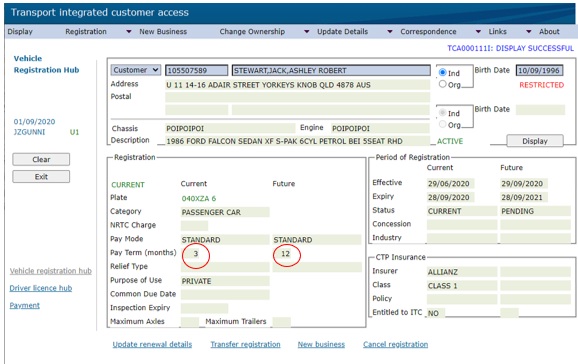 Transport integrated customer access
Display Registration New Business Change Ownership Update Details Correspondence Links About
TCA000111I: DISPLAY SUCCESSFUL
Vehicle
Registration Hub
Customer 105507589 STEWART,JACK,ASHLEY ROBERT Ind Birth Date 10/09/1996
Address U 11 14-16 ADAIR STREET YORKEYS KNOB QLD 4878 AUS Org RESTRICTED
Postal
Ind Birth Date
Org
01/09/2020
JZGUNNI U1
Chassis POIPOIPOI Engine POIPOIPOI
Description 1986 FORD FALCON SEDAN XF S-PAK 6CYL PETROL BEI 5SEAT RHD ACTIVE Display
Clear
Exit
Registration
Current Future
CURRENT
Plate 040XZA 6
Category PASSENGER CAR
NRTC Charge
Pay Mode STANDARD STANDARD
Pay Term (months) 3 12
Relief Type
Purpose of Use PRIVATE
Common Due Date
Inspection Expiry
Maximum Axles Maximum Trailers
Period of Registration
Current Future
Effective 29/06/2020 29/09/2020
Expiry 28/09/2020 28/09/2021
Status CURRENT PENDING
Concession
Industry
CTP Insurance
Insurer ALLIANZ
Class CLASS 1
Policy
Entitled to ITC NO
Vehicle registration hub
Driver licence hub
Payment
Update renewal details Transfer registration New business Cancel registration